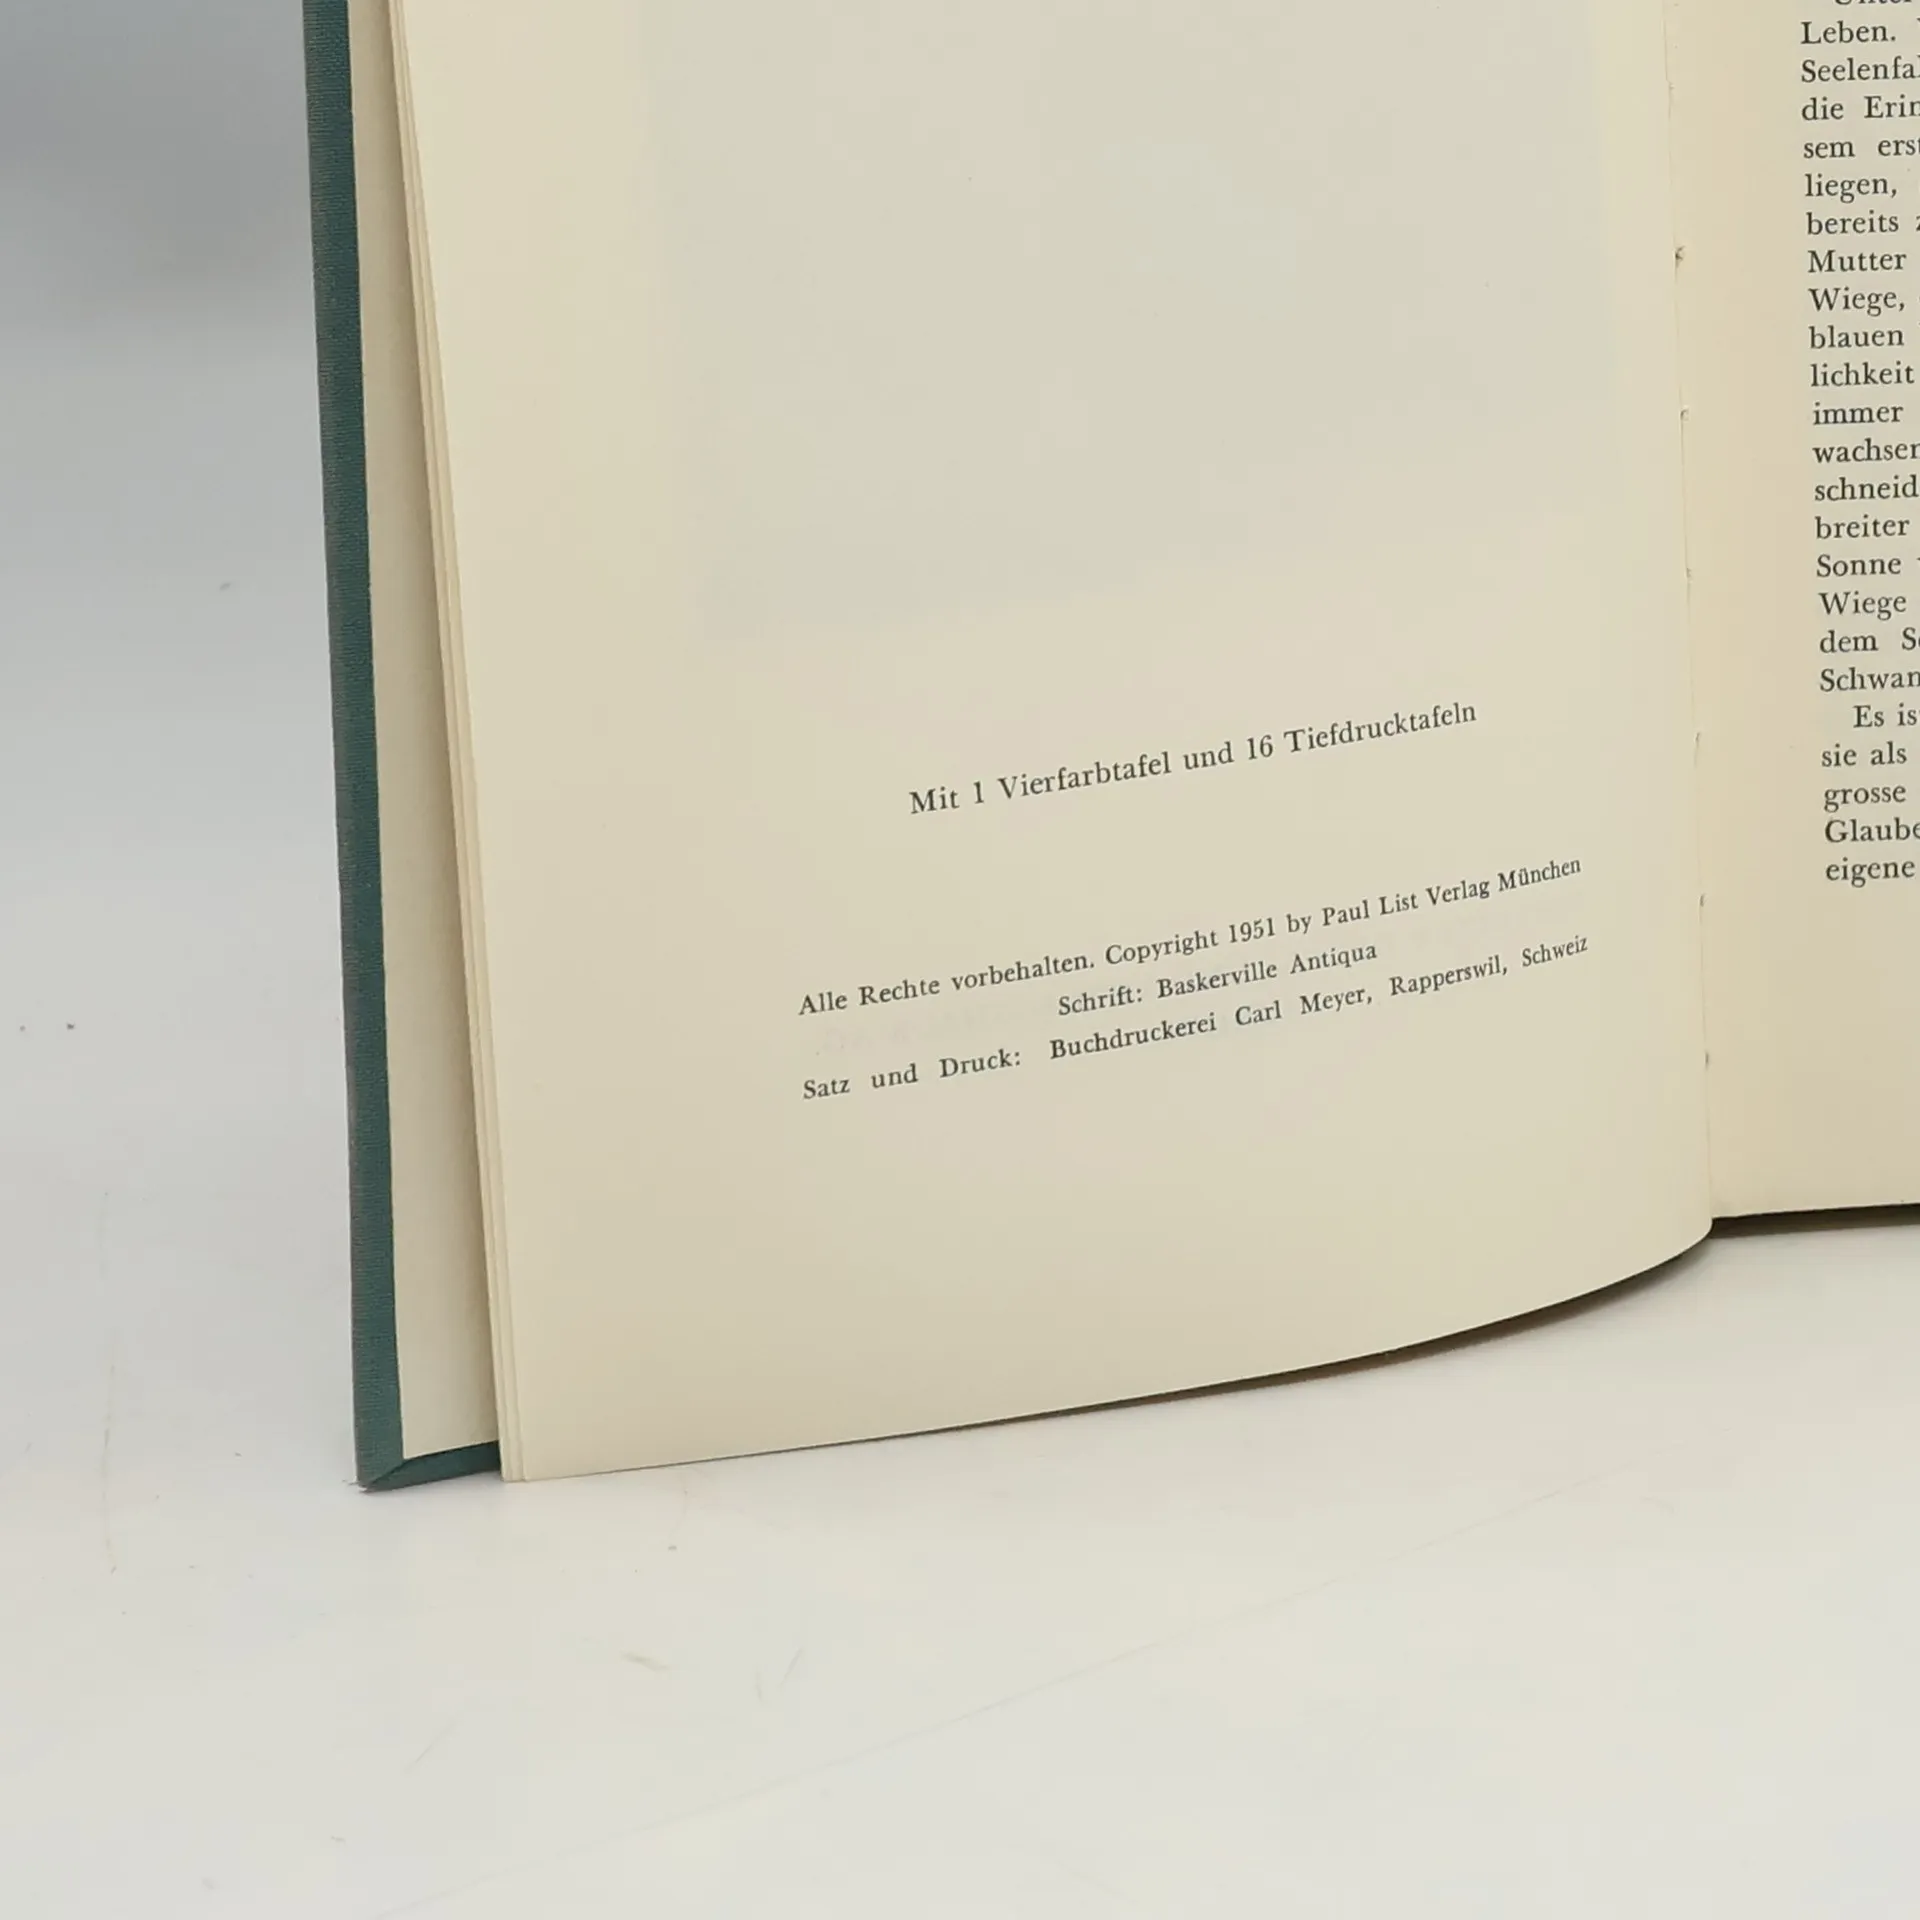 Mit 1 Vierfarbtafel und 16 Tiefdrucktafeln
Alle Rechte vorbehalten. Copyright 1951 by Paul List Verlag München
Schrift: Baskerville Antiqua
Satz und Druck: Buchdruckerei Carl Meyer, Rapperswil, Schweiz
Leben.
die
sem
liegen,
bereits
Mutter
Wiege,
blauen
lichkeit
immer
breiter
Sonne
Wiege
dem
Es
sie als
grosse
eigene